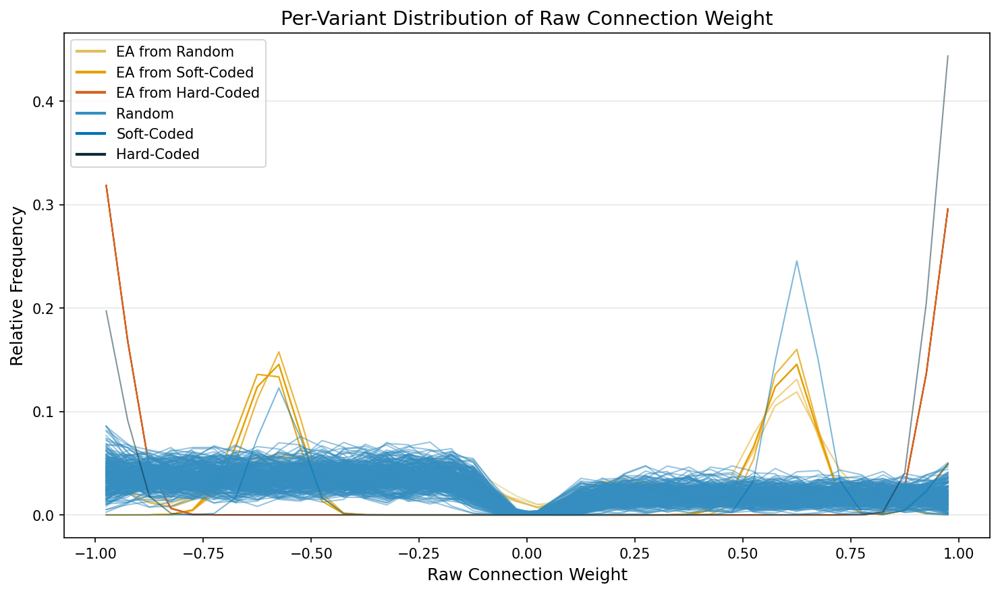 Per-Variant Distribution of Raw Connection Weight
EA from Random
EA from Soft-Coded
EA from Hard-Coded
Random
Soft-Coded
Hard-Coded
Relative Frequency
0.4
0.3
0.2
0.1
0.0
−1.00 −0.75 −0.50 −0.25 0.00 0.25 0.50 0.75 1.00
Raw Connection Weight